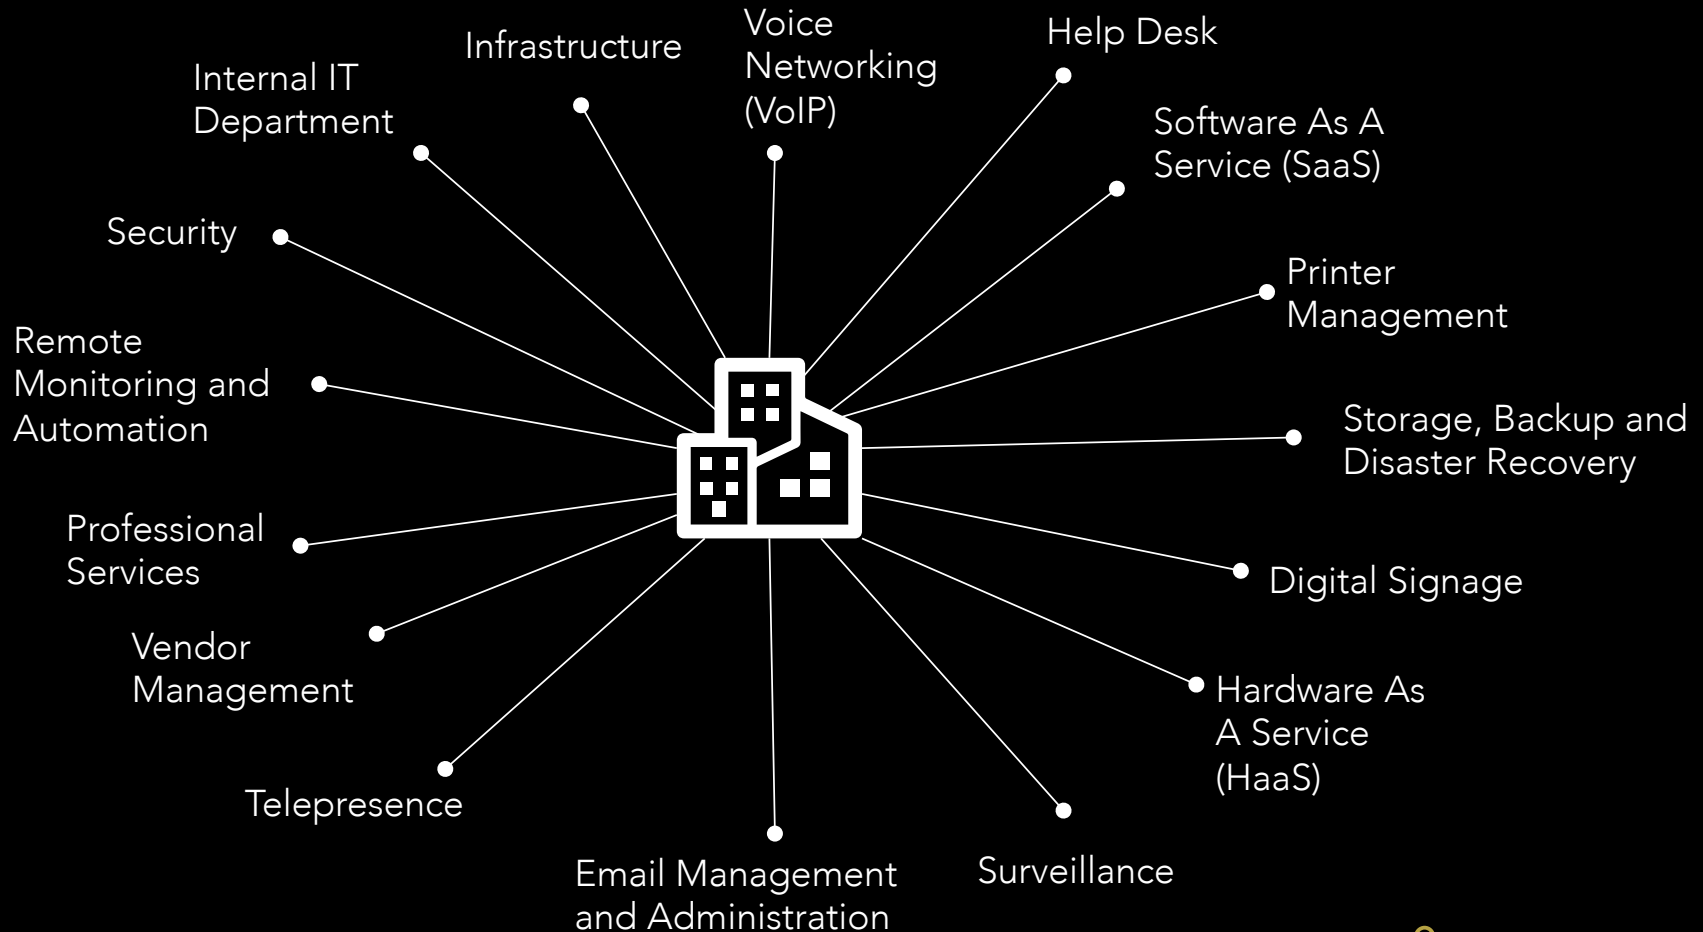 Infrastructure
Voice
Networking
(VoIP)
Help Desk
Internal IT
Department
Software As A
Service (SaaS)
Security
Printer
Management
Remote
Monitoring and
Automation
Storage, Backup and
Disaster Recovery
Professional
Services
Digital Signage
Vendor
Management
Hardware As
A Service
(HaaS)
Telepresence
Email Management
and Administration
Surveillance